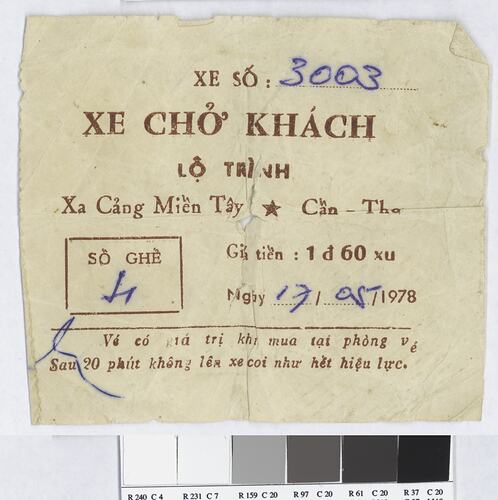 XE SỐ: 3003
XE CHỞ KHÁCH
LỘ TRÌNH
Xa Cảng Miền Tây ★ Cần - Thơ
SỐ GHẾ
4
Giá tiền : 1 đ 60 xu
Ngày 17/05/1978
Vé có giá trị khi mua tại phòng vé
Sau 20 phút không lên xe coi như hết hiệu lực.
R 240 C 4 R 231 C 7 R 159 C 20 R 97 C 20 R 61 C 20 R 37 C 20